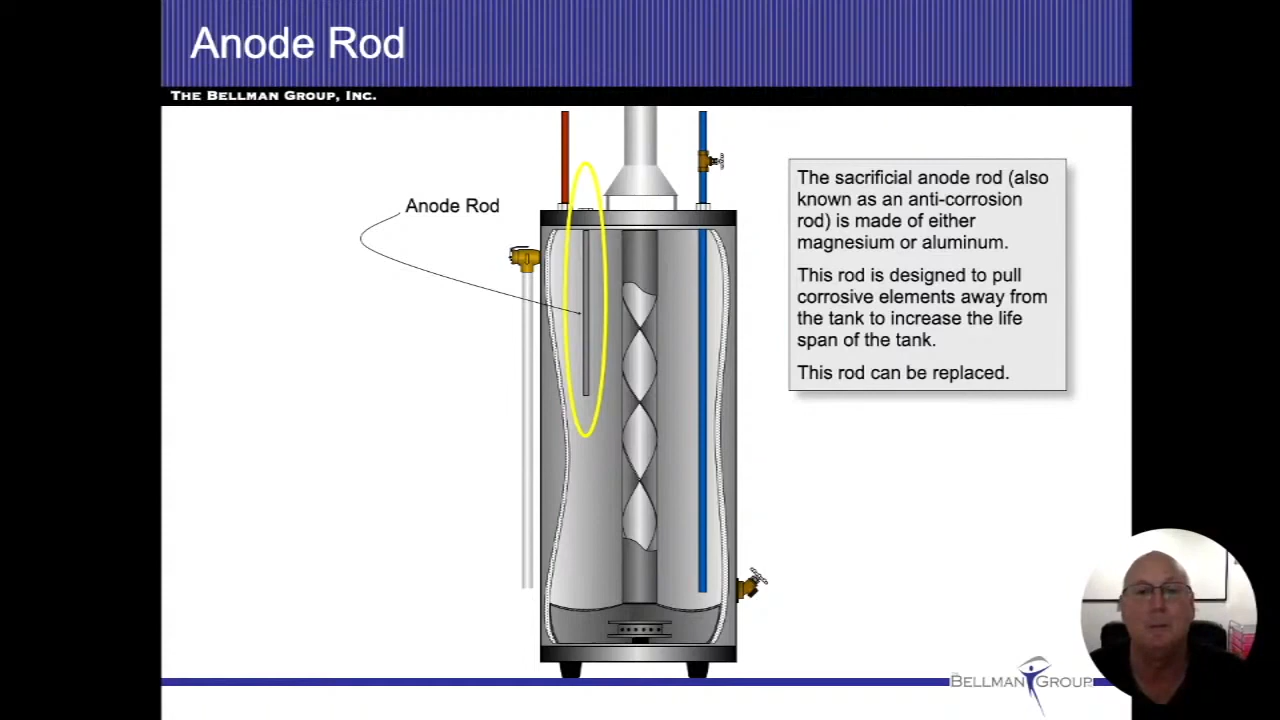 Anode Rod
THE BELLMAN GROUP, INC.
Anode Rod
The sacrificial anode rod (also
known as an anti-corrosion
rod) is made of either
magnesium or aluminum.
This rod is designed to pull
corrosive elements away from
the tank to increase the life
span of the tank.
This rod can be replaced.
BELLMAN GROUP